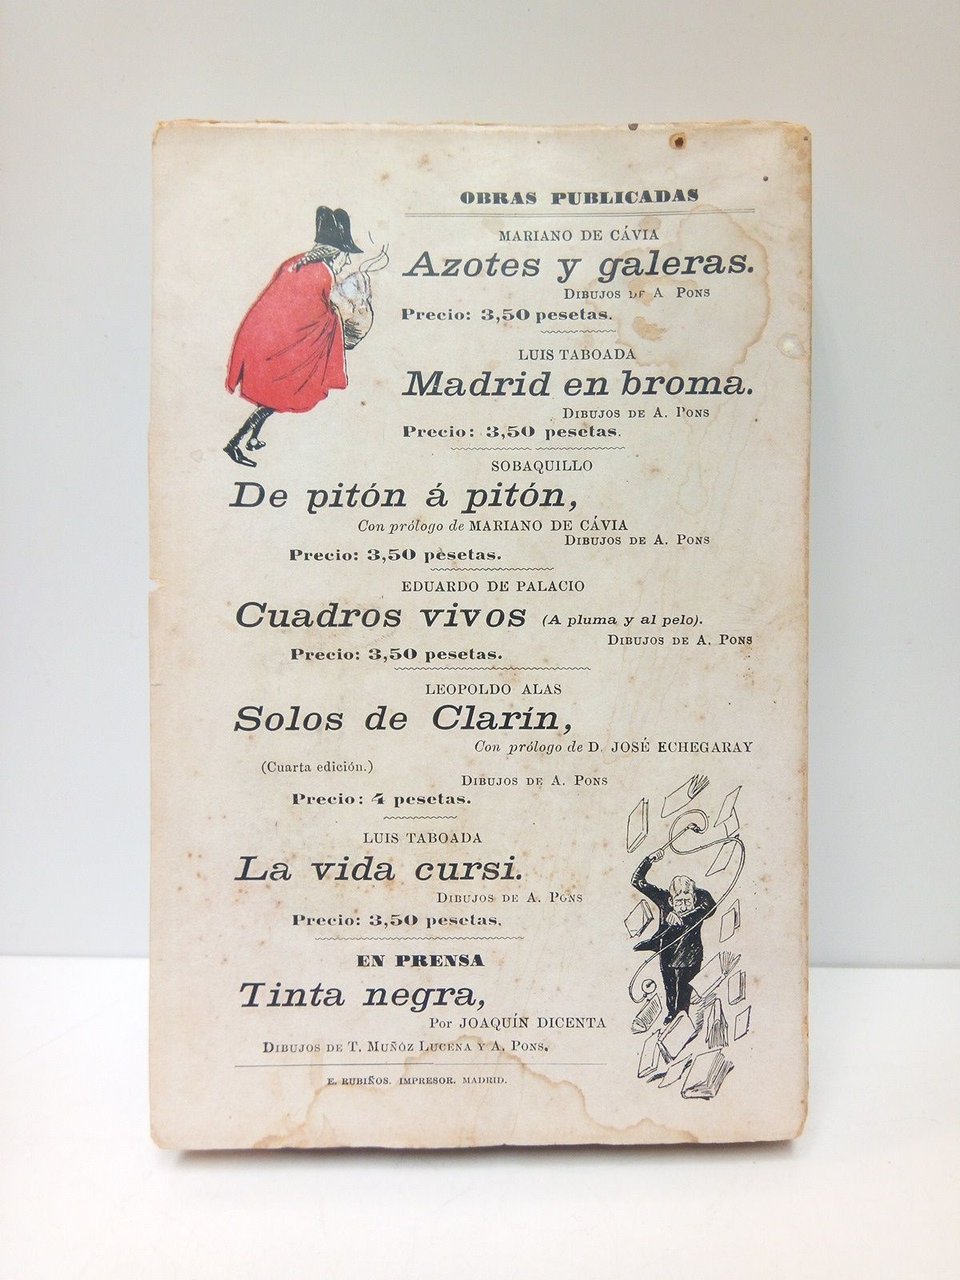 OBRAS PUBLICADAS
MARIANO DE CÁVIA
Azotes y galeras.
DIBUJOS DE A PONS
Precio: 3,50 pesetas.
LUIS TABOADA
Madrid en broma.
DIBUJOS DE A. PONS
Precio: 3,50 pesetas.
SOBAQUILLO
De pitón á pitón,
Con prólogo de MARIANO DE CÁVIA
DIBUJOS DE A. PONS
Precio: 3,50 pesetas.
EDUARDO DE PALACIO
Cuadros vivos (A pluma y al pelo).
DIBUJOS DE A. PONS
Precio: 3,50 pesetas.
LEOPOLDO ALAS
Solos de Clarín,
Con prólogo de D. JOSÉ ECHEGARAY
(Cuarta edición.)
DIBUJOS DE A. PONS
Precio: 4 pesetas.
LUIS TABOADA
La vida cursi.
DIBUJOS DE A. PONS
Precio: 3,50 pesetas.
EN PRENSA
Tinta negra,
Por JOAQUÍN DICENTA
DIBUJOS DE T. MUÑÓZ LUCENA Y A. PONS.
E. RUBIÑOS. IMPRESOR. MADRID.